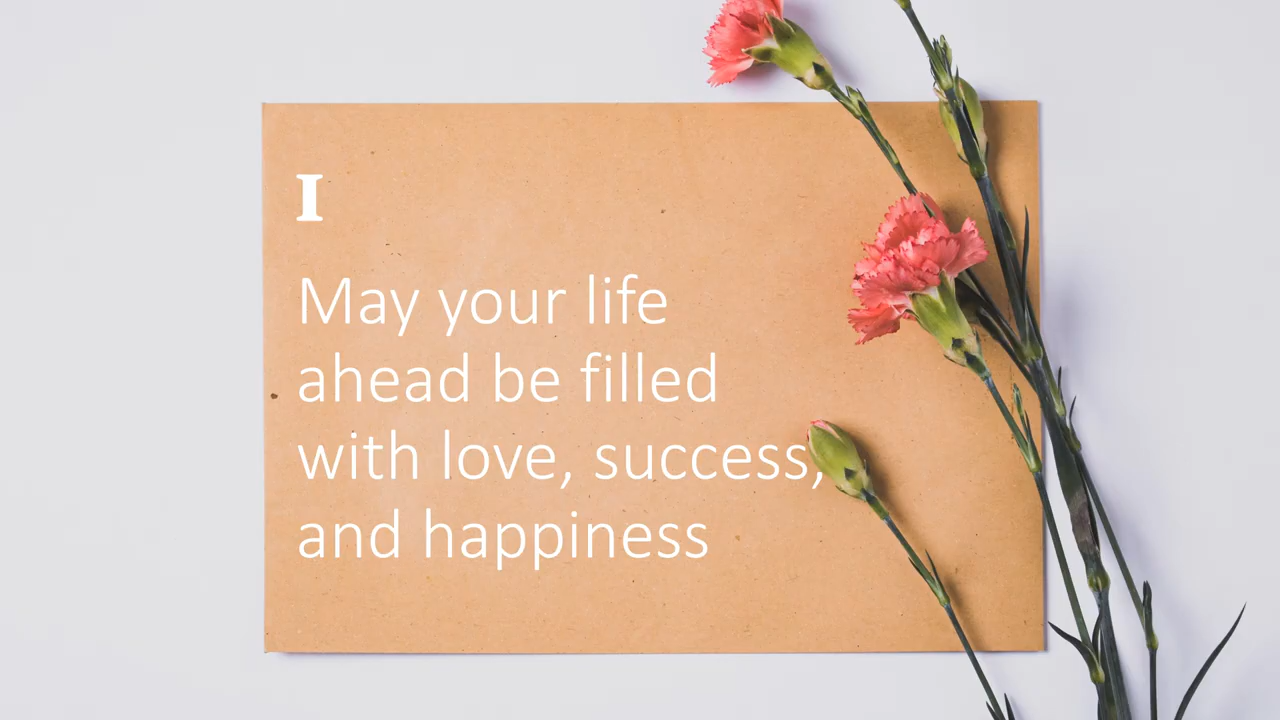 I
May your life
ahead be filled
with love, success,
and happiness